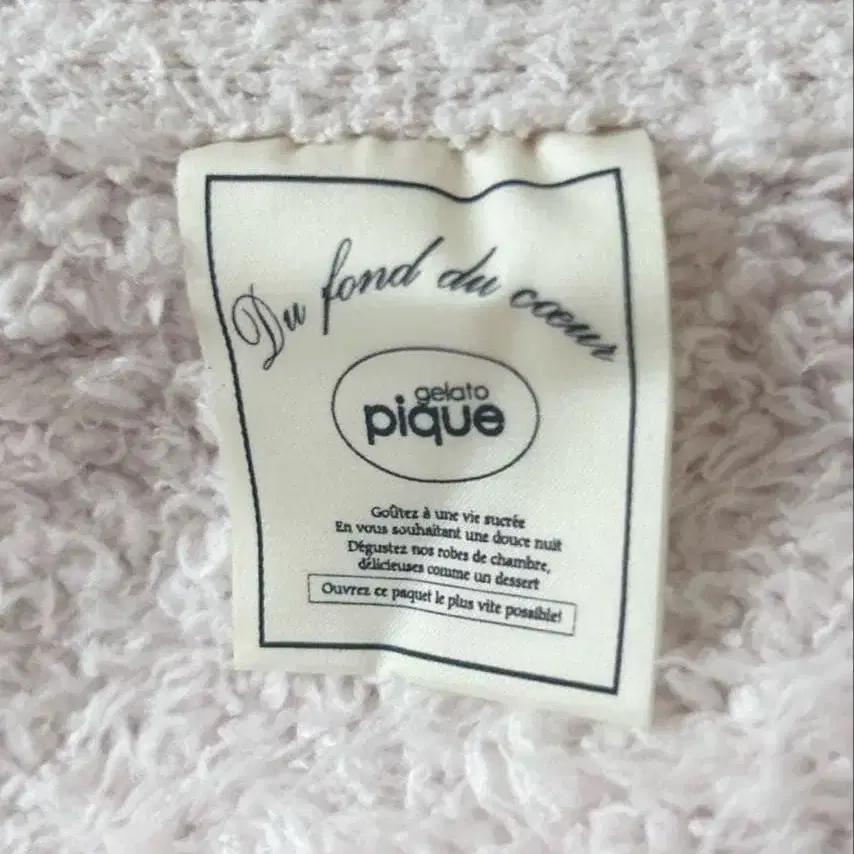 Du fond du cœur
gelato
pique
Goûtez à une vie sucrée
En vous souhaitant une douce nuit
Dégustez nos robes de chambre,
délicieuses comme un dessert
Ouvrez ce paquet le plus vite possible!